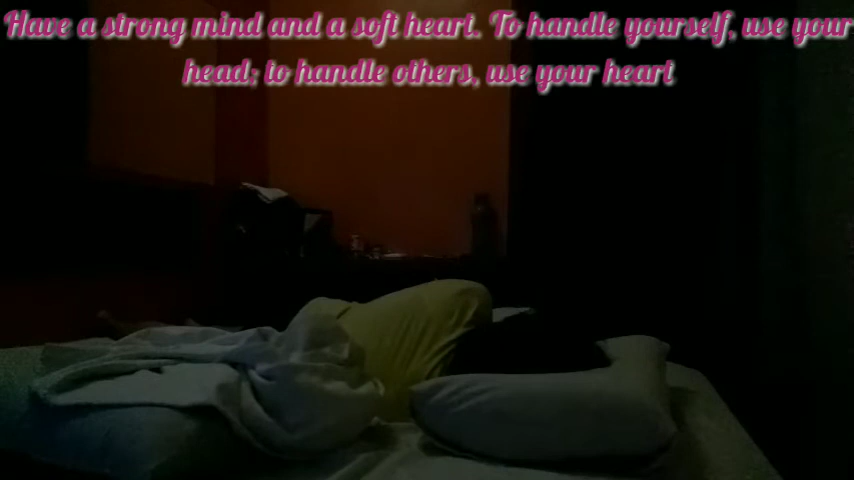 Have a strong mind and a soft heart. To handle yourself, use your
head; to handle others, use your heart